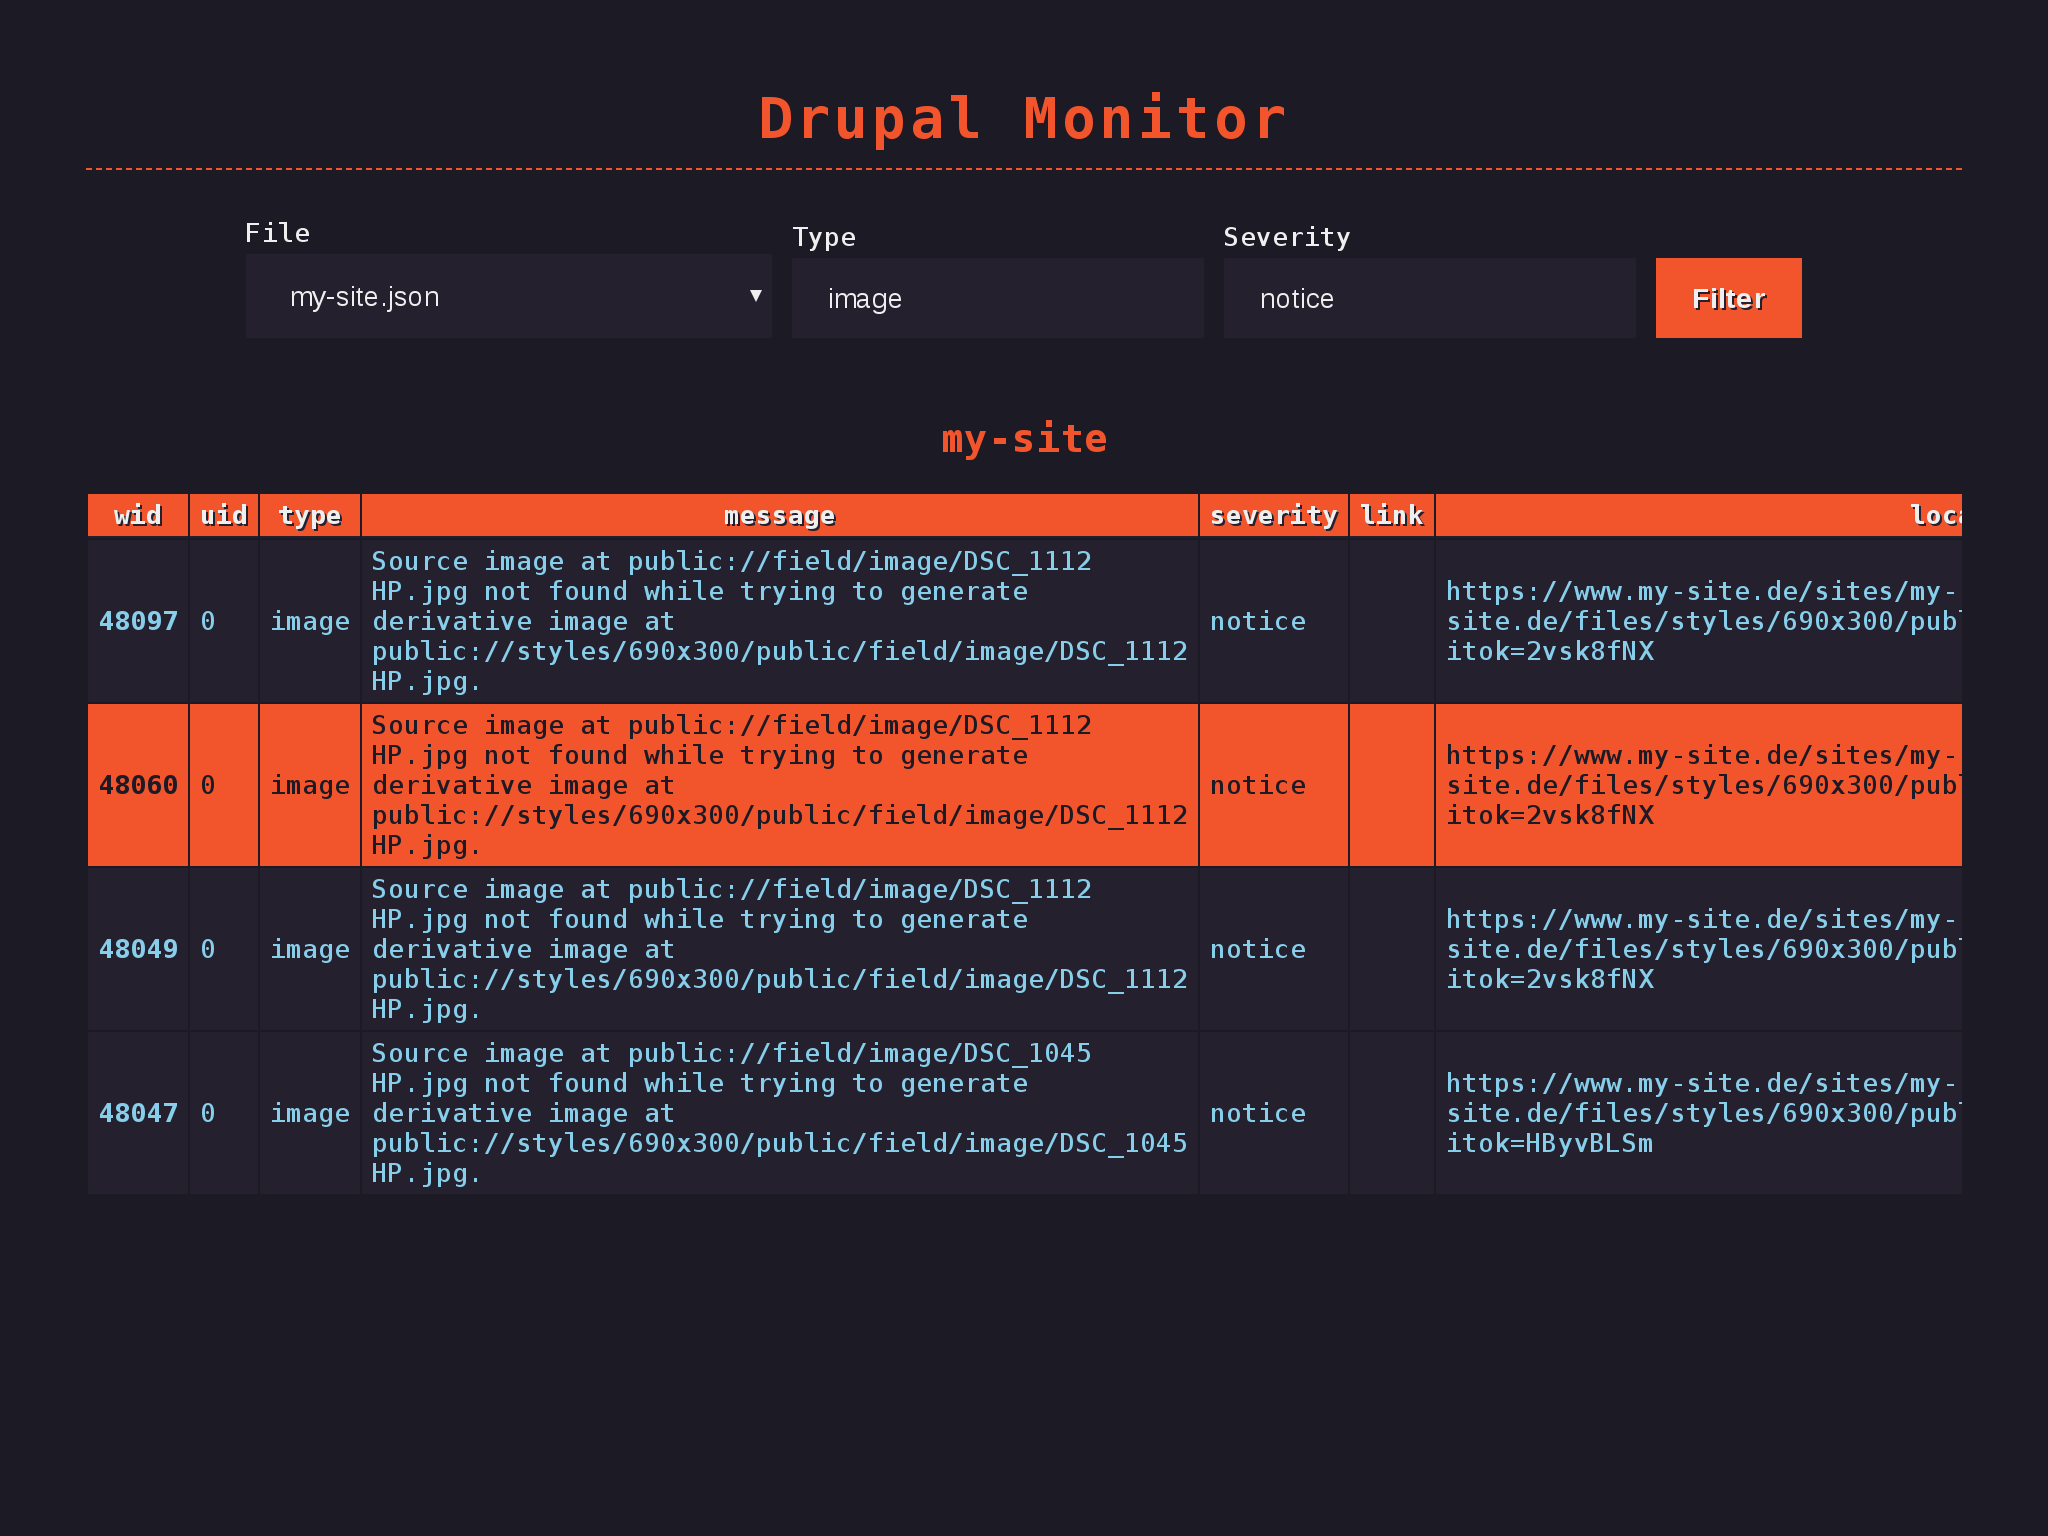 Drupal Monitor
File
Type
Severity
my-site.json
image
notice
Filter
my-site
wid uid type message severity link
48097 0 image Source image at public://field/image/DSC_1112
HP.jpg not found while trying to generate
derivative image at
public://styles/690x300/public/field/image/DSC_1112
HP.jpg.
notice
https://www.my-site.de/sites/my-
site.de/files/styles/690x300/publ
itok=2vsk8fNX
48060 0 image Source image at public://field/image/DSC_1112
HP.jpg not found while trying to generate
derivative image at
public://styles/690x300/public/field/image/DSC_1112
HP.jpg.
notice
https://www.my-site.de/sites/my-
site.de/files/styles/690x300/publ
itok=2vsk8fNX
48049 0 image Source image at public://field/image/DSC_1112
HP.jpg not found while trying to generate
derivative image at
public://styles/690x300/public/field/image/DSC_1112
HP.jpg.
notice
https://www.my-site.de/sites/my-
site.de/files/styles/690x300/publ
itok=2vsk8fNX
48047 0 image Source image at public://field/image/DSC_1045
HP.jpg not found while trying to generate
derivative image at
public://styles/690x300/public/field/image/DSC_1045
HP.jpg.
notice
https://www.my-site.de/sites/my-
site.de/files/styles/690x300/publ
itok=HByvBLSm